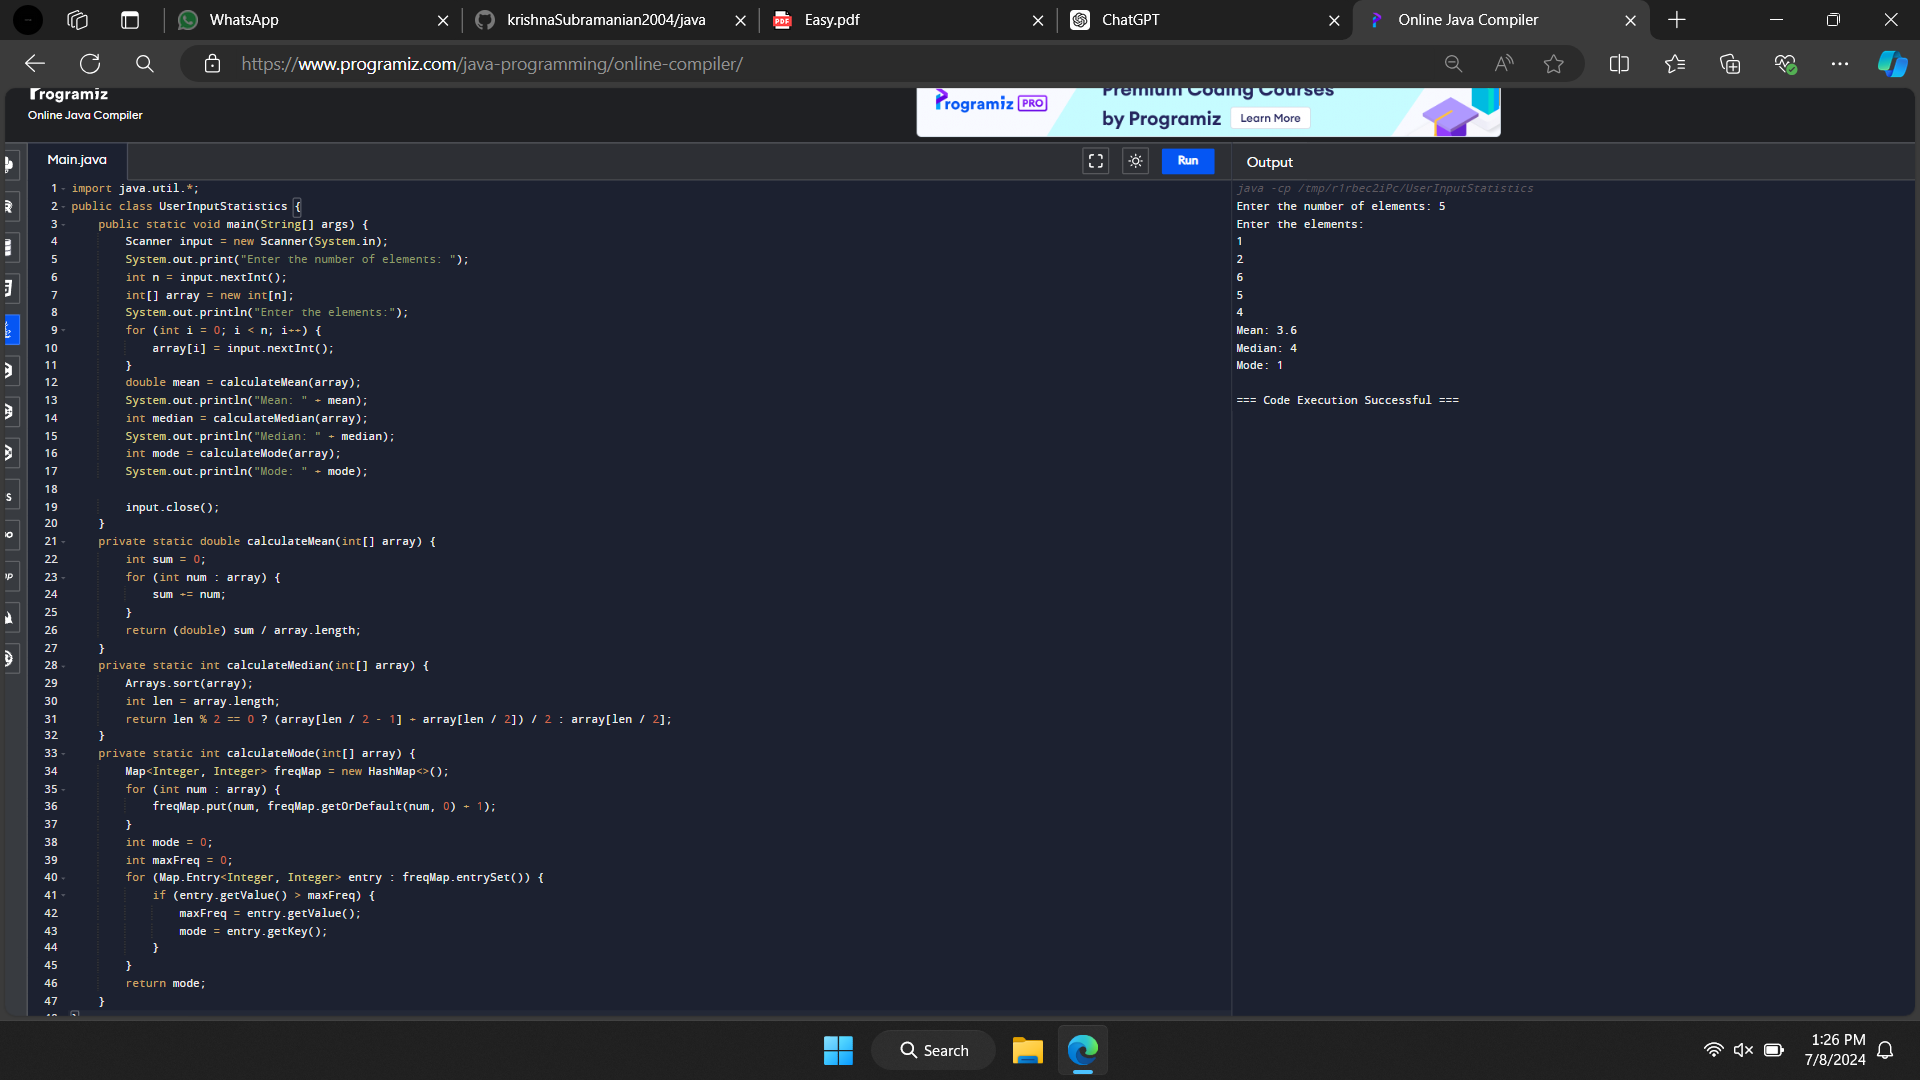 WhatsApp
krishnaSubramanian2004/java
Easy.pdf
ChatGPT
Online Java Compiler
https://www.programiz.com/java-programming/online-compiler/
Programiz
Online Java Compiler
Programiz PRO
Premium Coding Courses
by Programiz
Learn More
Main.java
Run
Output
1 import java.util.*;
2 public class UserInputStatistics {
3 public static void main(String[] args) {
4 Scanner input = new Scanner(System.in);
5 System.out.print("Enter the number of elements: ");
6 int n = input.nextInt();
7 int[] array = new int[n];
8 System.out.println("Enter the elements:");
9 for (int i = 0; i < n; i++) {
10 array[i] = input.nextInt();
11 }
12 double mean = calculateMean(array);
13 System.out.println("Mean: " + mean);
14 int median = calculateMedian(array);
15 System.out.println("Median: " + median);
16 int mode = calculateMode(array);
17 System.out.println("Mode: " + mode);
18
19 input.close();
20 }
21 private static double calculateMean(int[] array) {
22 int sum = 0;
23 for (int num : array) {
24 sum += num;
25 }
26 return (double) sum / array.length;
27 }
28 private static int calculateMedian(int[] array) {
29 Arrays.sort(array);
30 int len = array.length;
31 return len % 2 == 0 ? (array[len / 2 - 1] + array[len / 2]) / 2 : array[len / 2];
32 }
33 private static int calculateMode(int[] array) {
34 Map<Integer, Integer> freqMap = new HashMap<>();
35 for (int num : array) {
36 freqMap.put(num, freqMap.getOrDefault(num, 0) + 1);
37 }
38 int mode = 0;
39 int maxFreq = 0;
40 for (Map.Entry<Integer, Integer> entry : freqMap.entrySet()) {
41 if (entry.getValue() > maxFreq) {
42 maxFreq = entry.getValue();
43 mode = entry.getKey();
44 }
45 }
46 return mode;
47 }
java -cp /tmp/r1rbec2iPc/UserInputStatistics
Enter the number of elements: 5
Enter the elements:
1
2
6
5
4
Mean: 3.6
Median: 4
Mode: 1
=== Code Execution Successful ===
Search
1:26 PM
7/8/2024